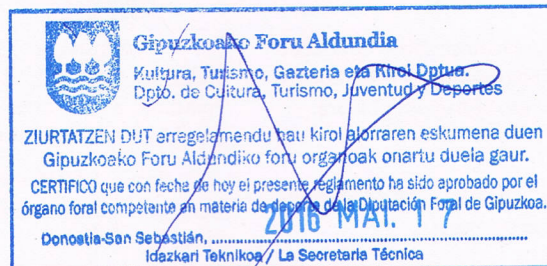 Gipuzkoako Foru Aldundia
Kultura, Turismo, Gazteria eta Kirol Dptua.
Dpto. de Cultura, Turismo, Juventud y Deportes
ZIURTATZEN DUT arregelamendu hau kirol alorraren eskumena duen
Gipuzkoako Foru Aldundiko foru organoak onartu duela gaur.
CERTIFICO que con fecha de hoy el presente reglamento ha sido aprobado por el
órgano foral competente en materia de deporte de la Diputación Foral de Gipuzkoa.
2016 MAI. 17
Donostia-San Sebastián, ........................
Idazkari Teknikoa / La Secretaria Técnica